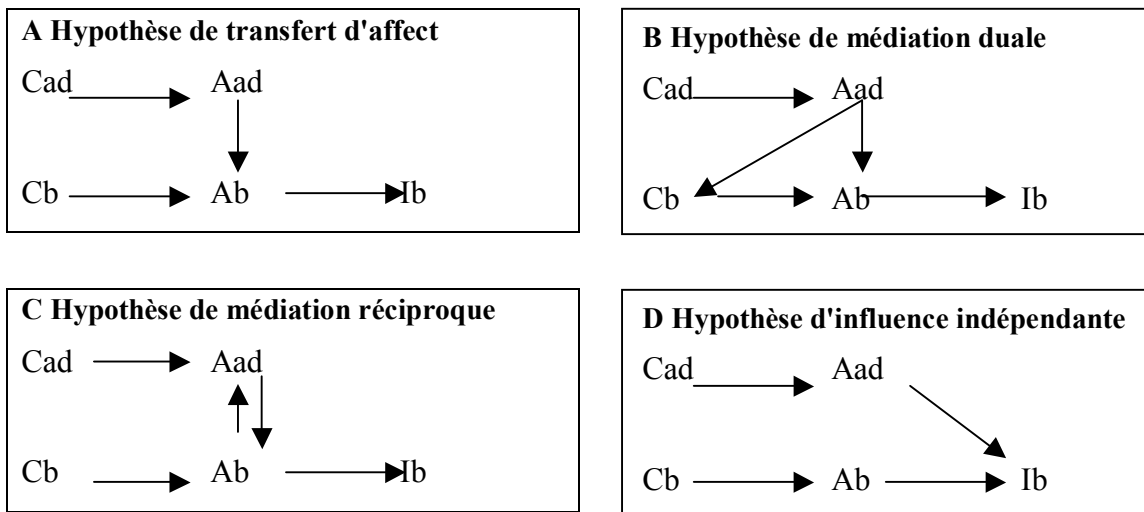 A Hypothèse de transfert d'affect
Cad Aad
Cb Ab Ib
B Hypothèse de médiation duale
Cad Aad
Cb Ab Ib
C Hypothèse de médiation réciproque
Cad Aad
Cb Ab Ib
D Hypothèse d'influence indépendante
Cad Aad
Cb Ab Ib